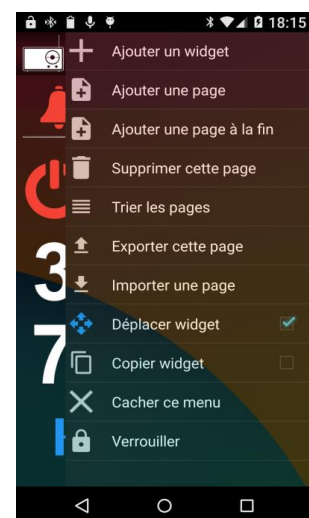 18:15
Ajouter un widget
Ajouter une page
Ajouter une page à la fin
Supprimer cette page
Trier les pages
Exporter cette page
Importer une page
Déplacer widget
Copier widget
Cacher ce menu
Verrouiller
3
7